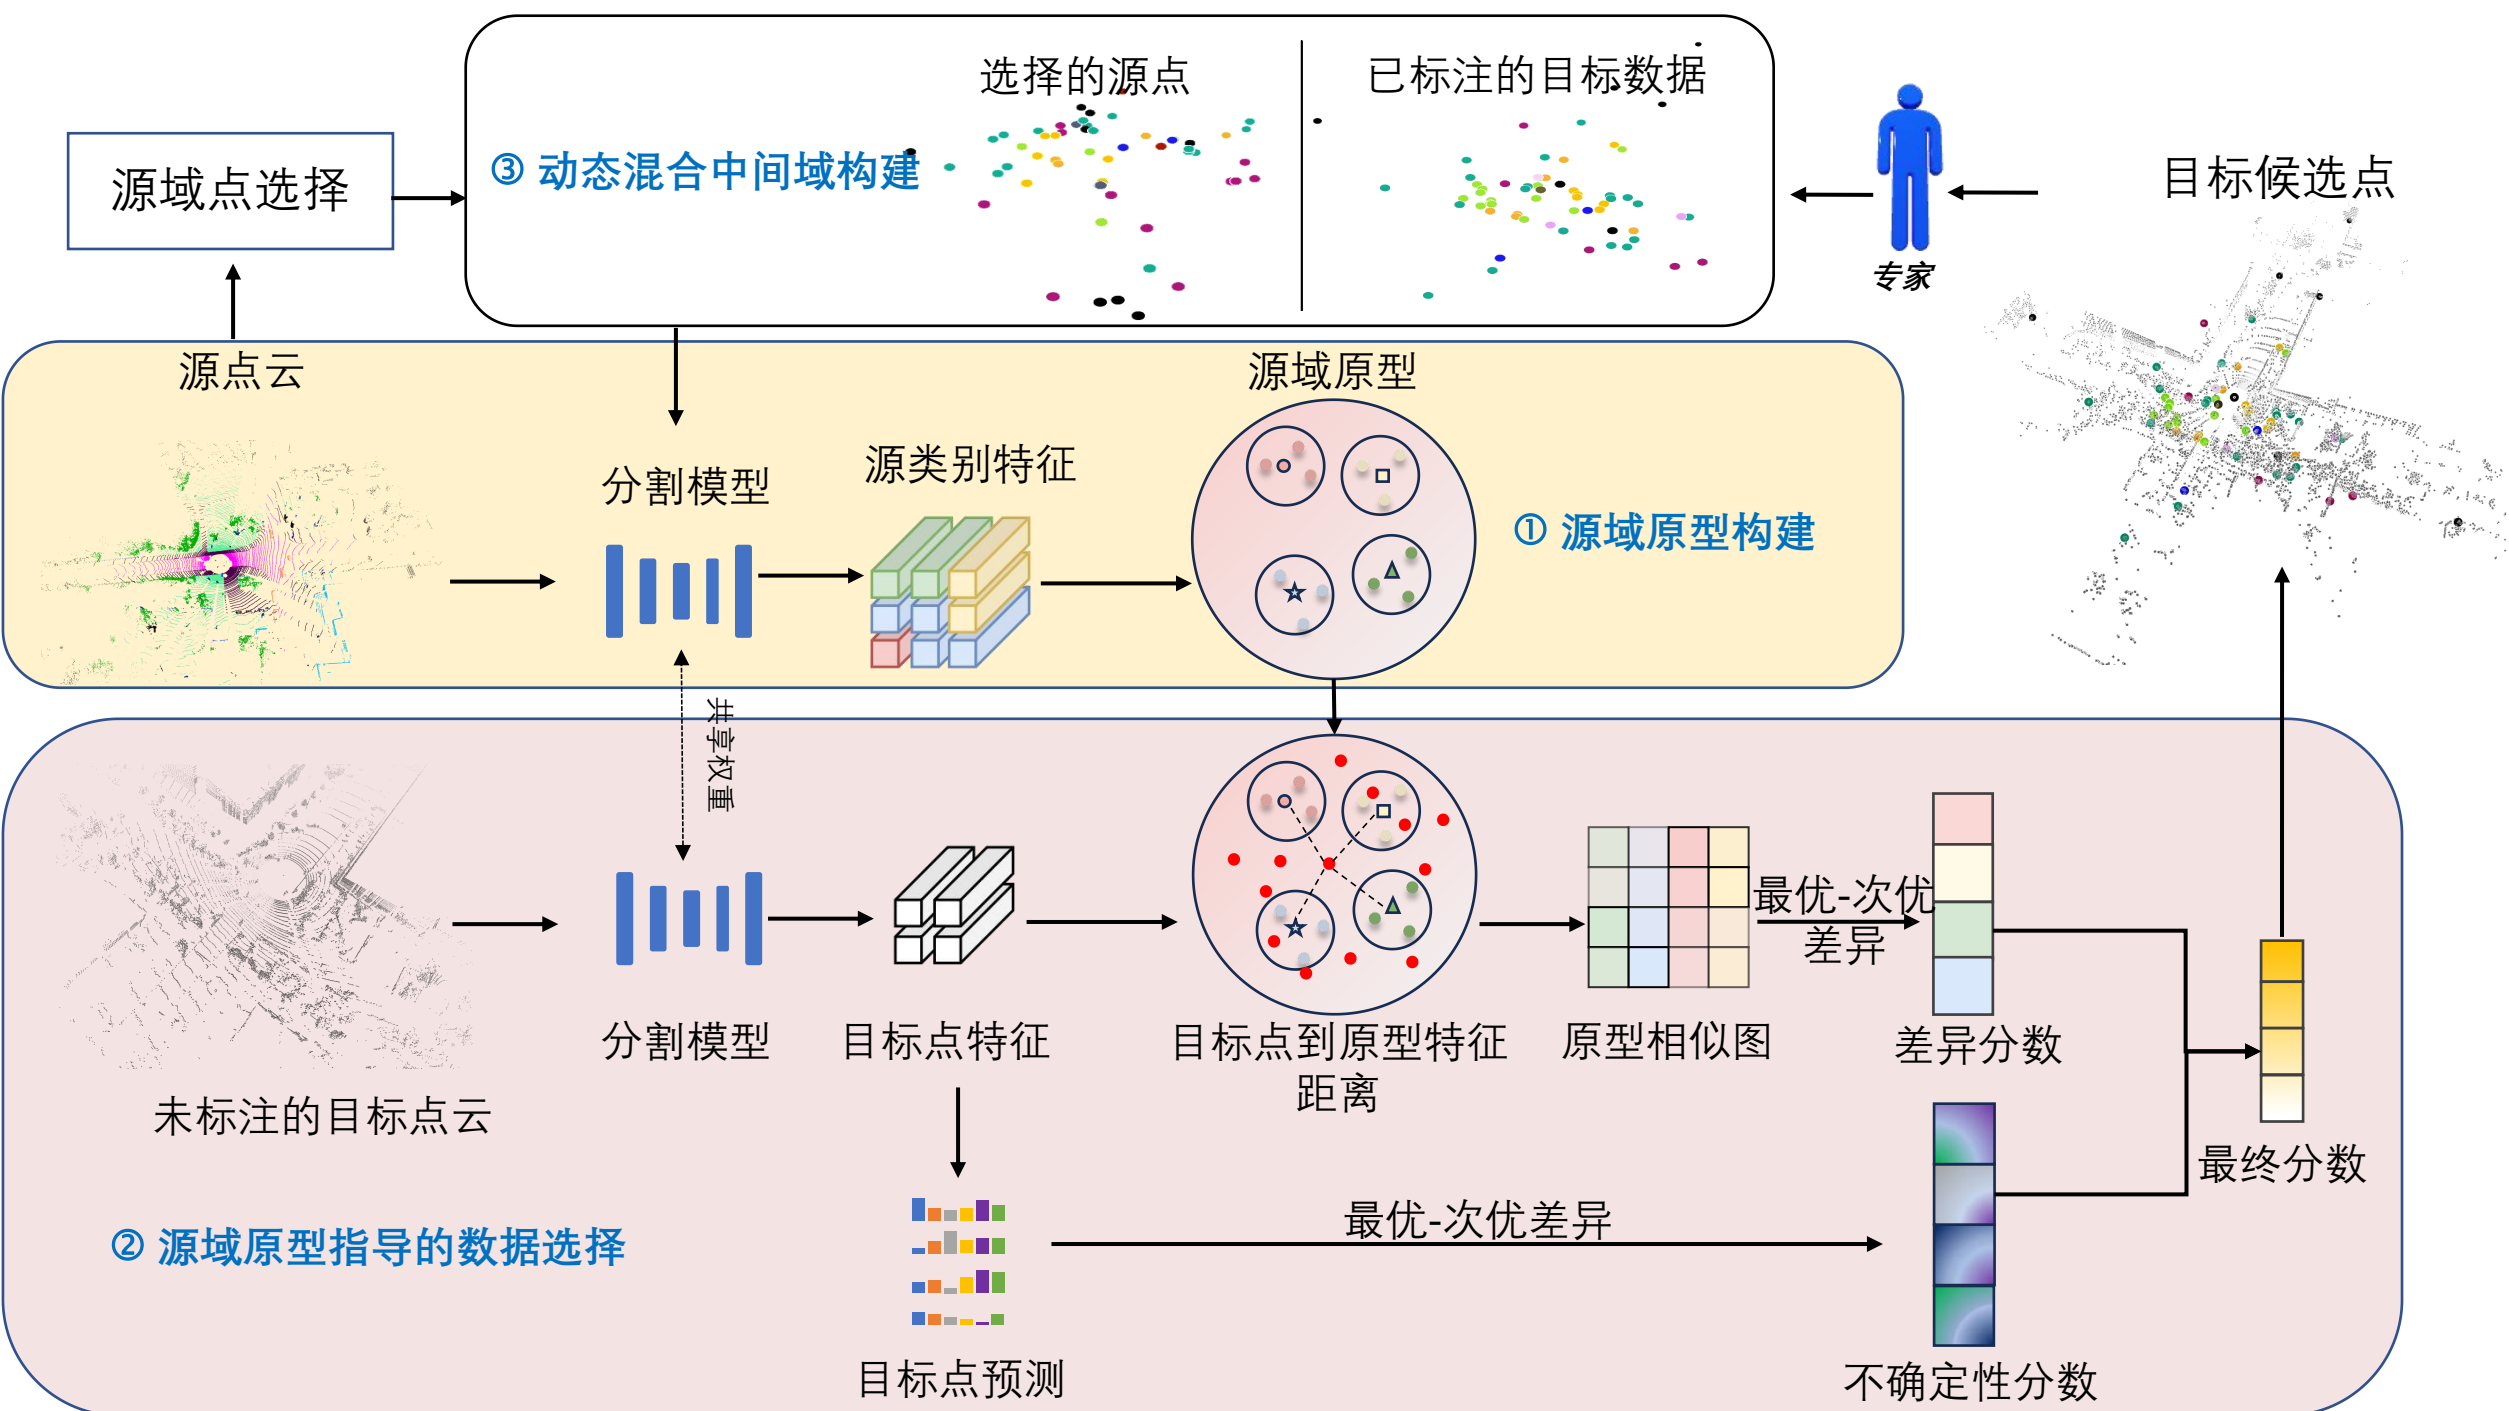 选择的源点
已标注的目标数据
③ 动态混合中间域构建
源域点选择
目标候选点
专家
源点云
源域原型
分割模型
源类别特征
① 源域原型构建
共享权重
最优-次优
差异
分割模型
目标点特征
目标点到原型特征
距离
原型相似图
差异分数
未标注的目标点云
最终分数
最优-次优差异
② 源域原型指导的数据选择
目标点预测
不确定性分数